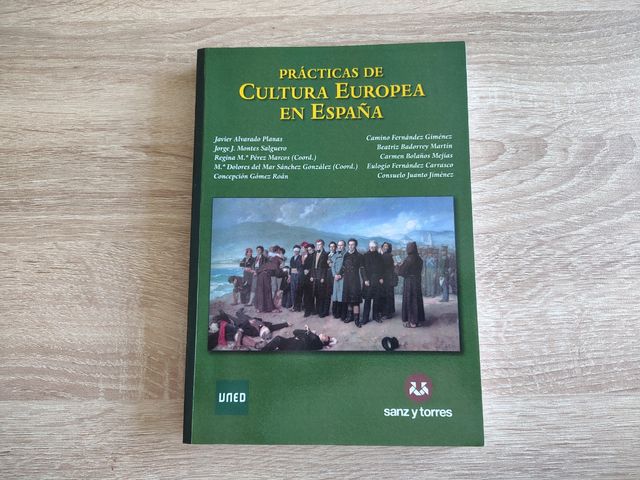 PRÁCTICAS DE
CULTURA EUROPEA
EN ESPAÑA
Javier Alvarado Planas
Jorge J. Montes Salguero
Regina M.ª Pérez Marcos (Coord.)
M.ª Dolores del Mar Sánchez González (Coord.)
Concepción Gómez Roán
Camino Fernández Giménez
Beatriz Badorrey Martín
Carmen Bolaños Mejías
Eulogio Fernández Carrasco
Consuelo Juanto Jiménez
UNED
sanz y torres